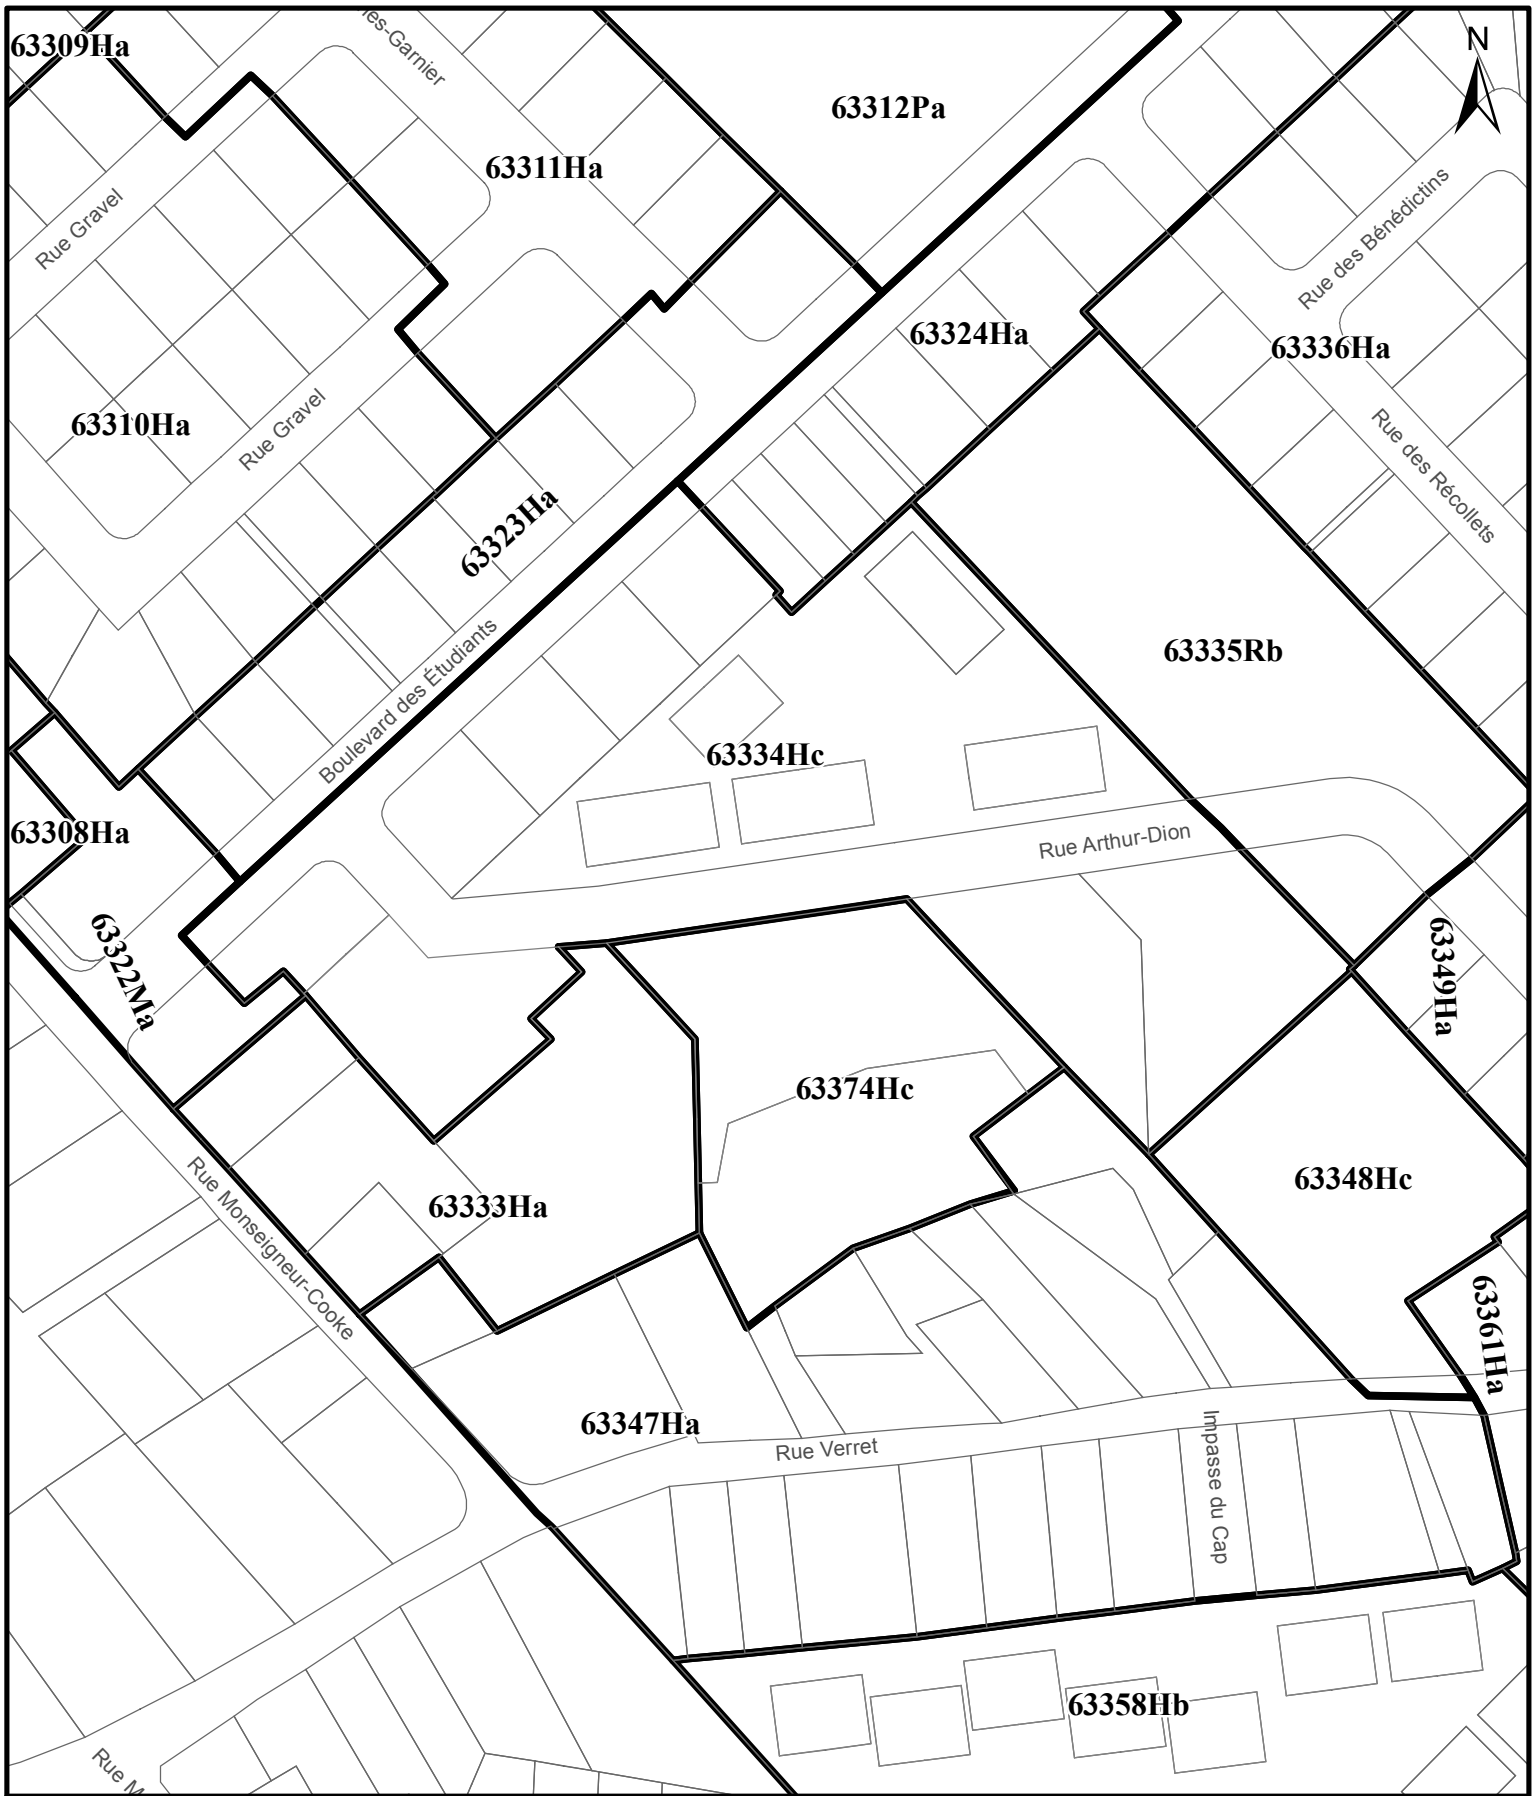 63309Ha
N
63312Pa
63311Ha
Rue Gravel
Rue des Bénédictins
63324Ha
63336Ha
63310Ha
Rue Gravel
Rue des Récollets
63323Ha
63335Rb
Boulevard des Étudiants
63334Hc
63308Ha
Rue Arthur-Dion
63322Ma
63349Ha
63374Hc
63348Hc
Rue Monseigneur-Cooke
63333Ha
63361Ha
63347Ha
Rue Verret
Impasse du Cap
63358Hb
Rue